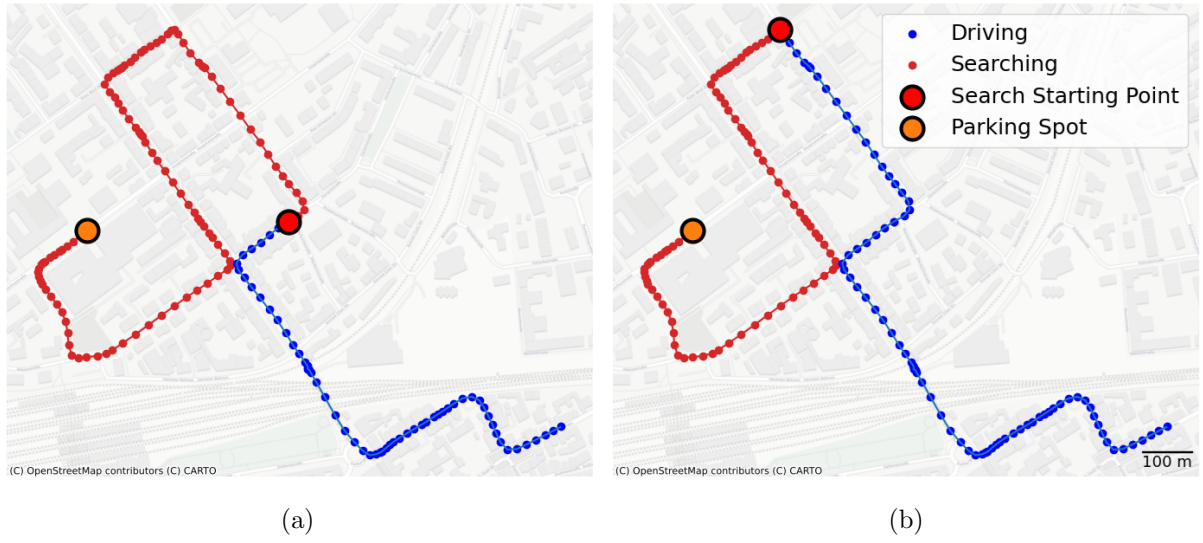 Driving
Searching
Search Starting Point
Parking Spot
100 m
(C) OpenStreetMap contributors (C) CARTO
(C) OpenStreetMap contributors (C) CARTO
(a)
(b)